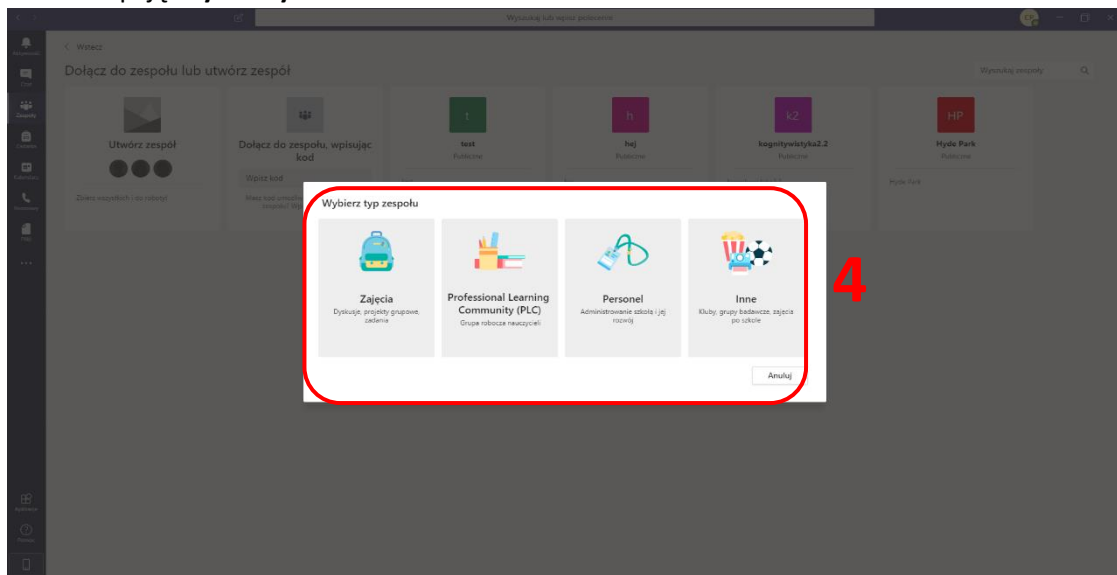 Wyszukaj lub wpisz polecenie
Wstecz
Dołącz do zespołu lub utwórz zespół
Wyszukaj zespoły
Zespoły
Utwórz zespół
Dołącz do zespołu, wpisując
kod
Wpisz kod
t
test
Publiczne
h
hej
Publiczne
k2
kognitywistyka2.2
Publiczne
HP
Hyde Park
Publiczne
Hyde Park
Wybierz typ zespołu
Zajęcia
Dyskusje, projekty grupowe,
zadania
Professional Learning
Community (PLC)
Grupa robocza nauczycieli
Personel
Administrowanie szkołą i jej
rozwój
Inne
Kluby, grupy badawcze, zajęcia
po szkole
Anuluj
4